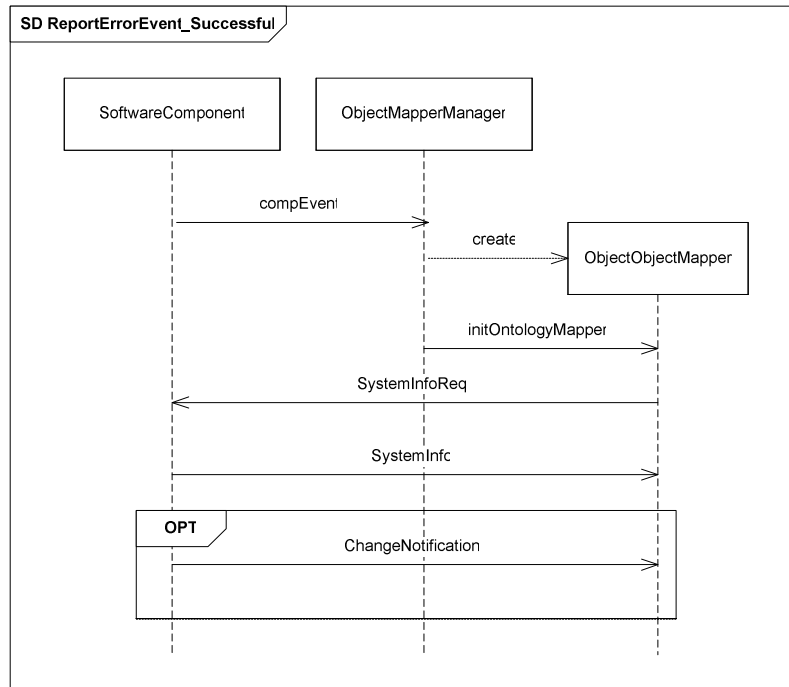 SD ReportErrorEvent_Successful
SoftwareComponent
ObjectMapperManager
compEvent
create
ObjectObjectMapper
initOntologyMapper
SystemInfoReq
SystemInfo
OPT
ChangeNotification